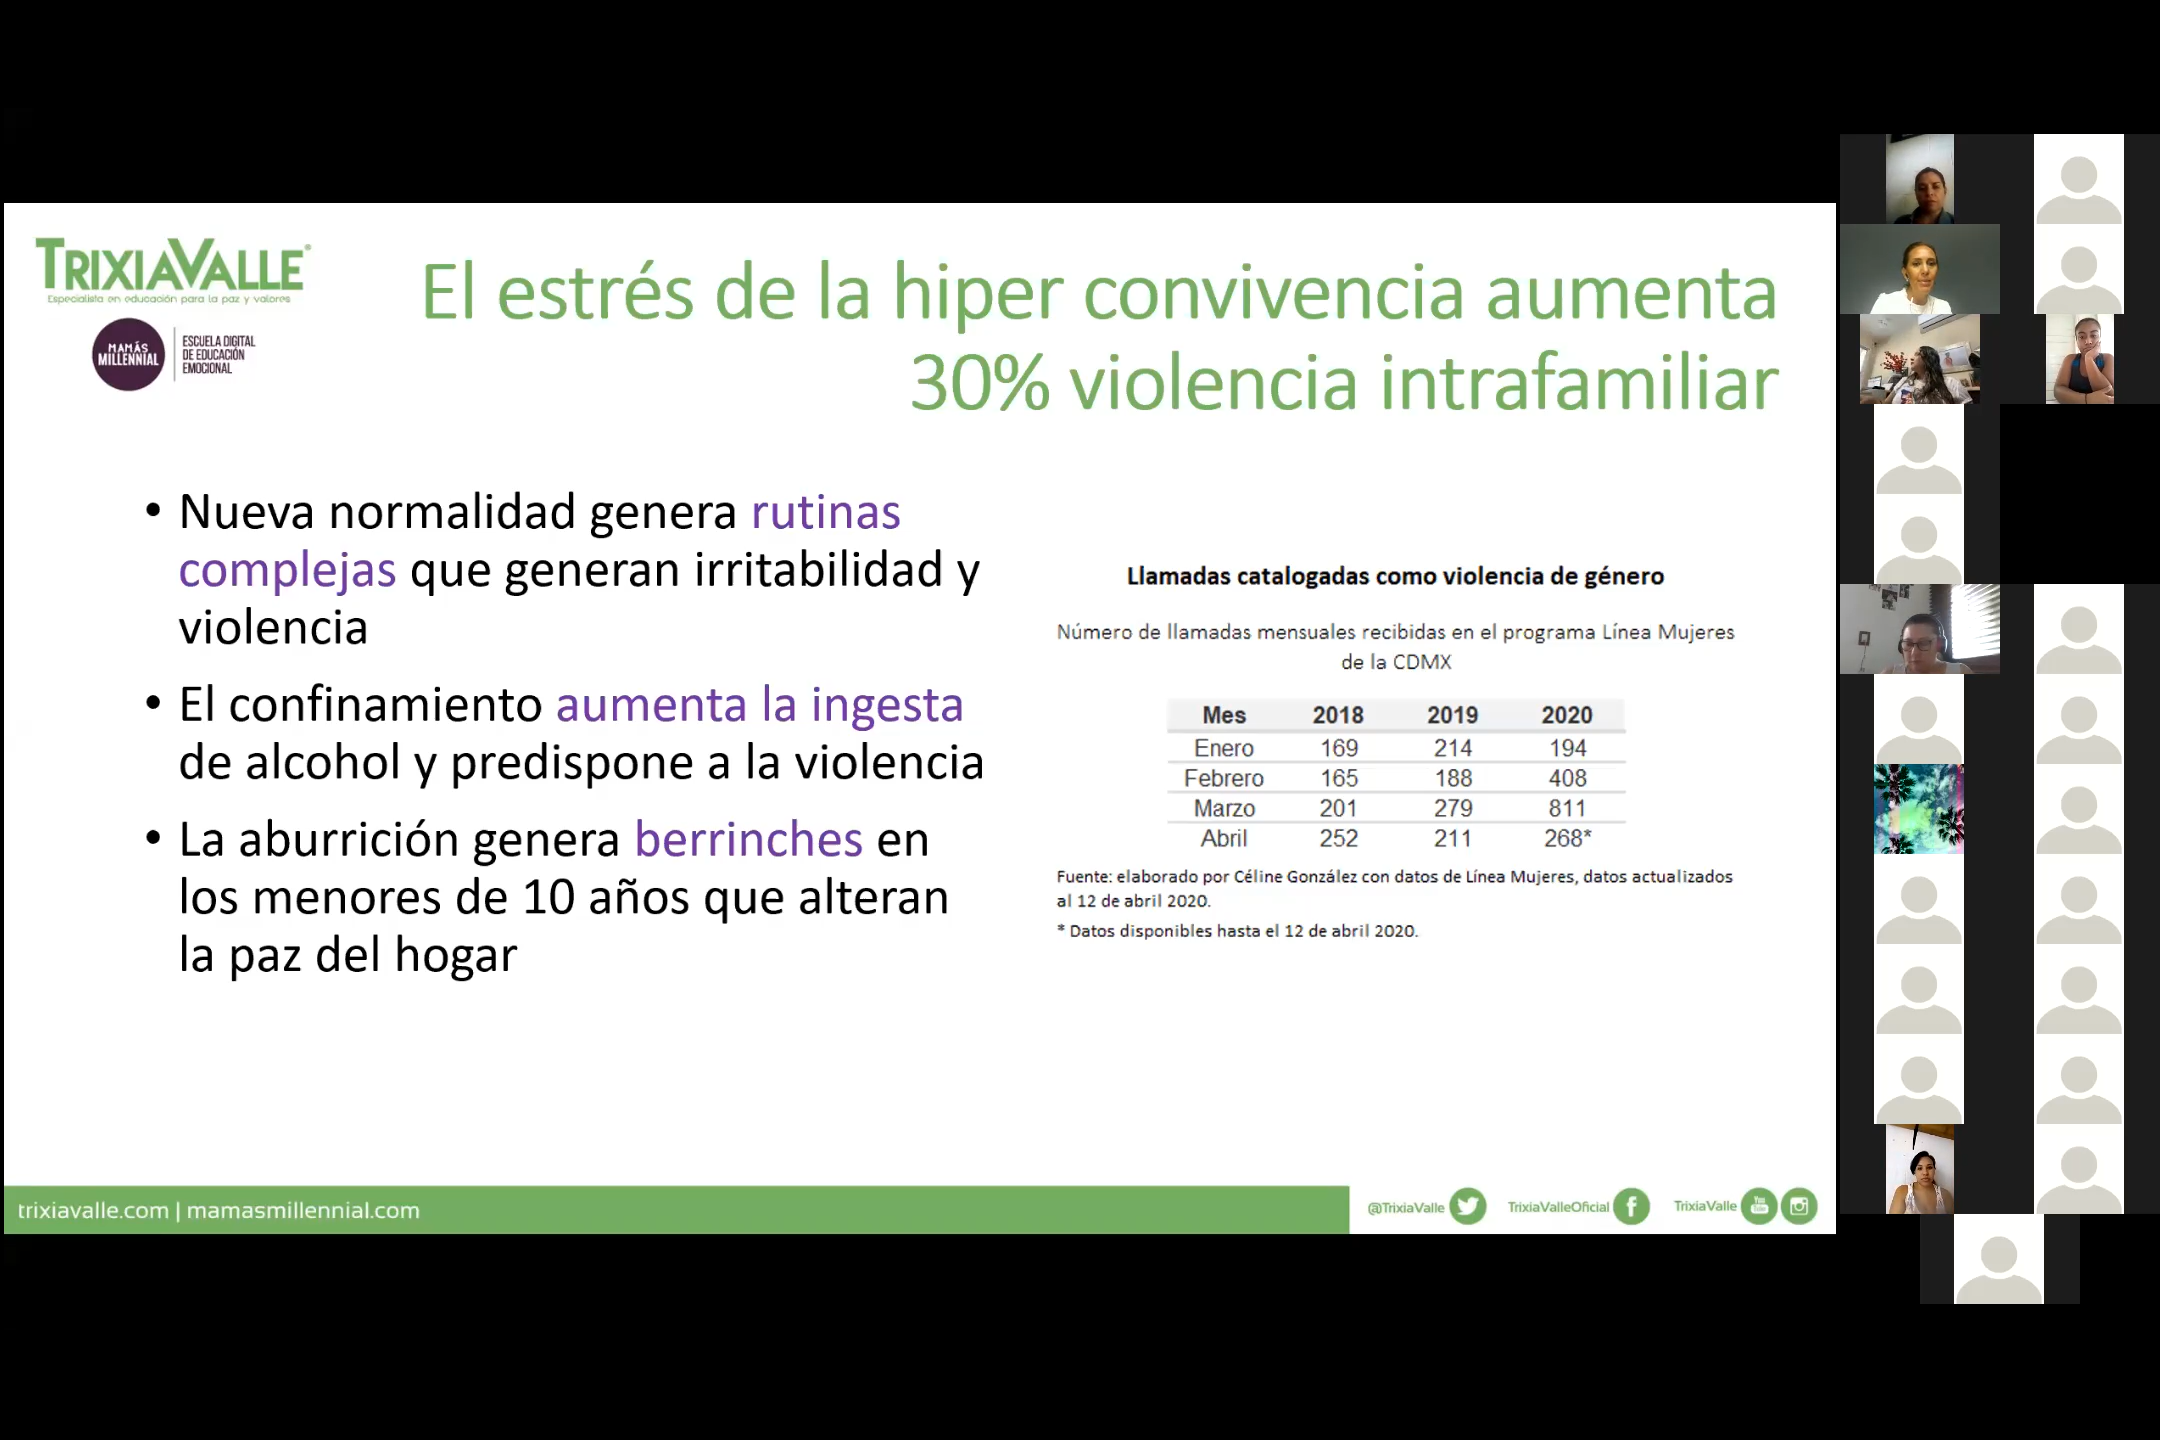 TRIXIAVALLE®
Especialista en educación para la paz y valores
MAMÁS
MILLENNIAL
ESCUELA DIGITAL
DE EDUCACIÓN
EMOCIONAL
El estrés de la hiper convivencia aumenta
30% violencia intrafamiliar
• Nueva normalidad genera rutinas
complejas que generan irritabilidad y
violencia
• El confinamiento aumenta la ingesta
de alcohol y predispone a la violencia
• La aburrición genera berrinches en
los menores de 10 años que alteran
la paz del hogar
Llamadas catalogadas como violencia de género
Número de llamadas mensuales recibidas en el programa Línea Mujeres
de la CDMX
Mes 2018 2019 2020
Enero 169 214 194
Febrero 165 188 408
Marzo 201 279 811
Abril 252 211 268*
Fuente: elaborado por Céline González con datos de Línea Mujeres, datos actualizados
al 12 de abril 2020.
* Datos disponibles hasta el 12 de abril 2020.
trixiavalle.com | mamasmillennial.com
@TrixiaValle
TrixiaValleOficial
TrixiaValle
You
Tube